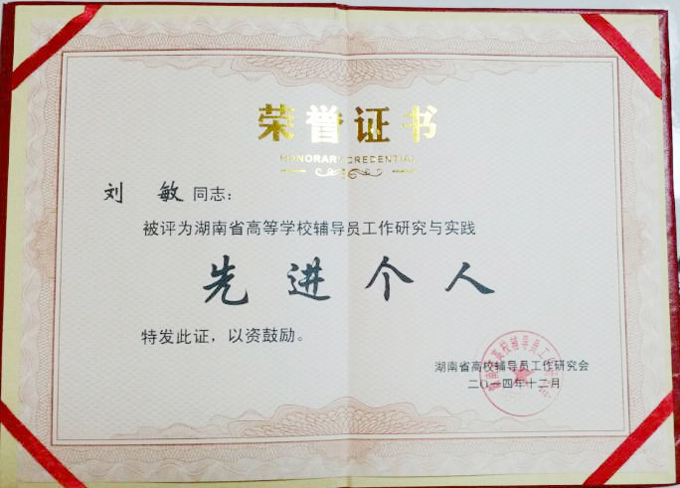 荣誉证书
HONORARY CREDENTIAL
刘 敏 同志：
被评为湖南省高等学校辅导员工作研究与实践
先进个人
特发此证，以资鼓励。
湖南省高校辅导员工作研究会
二〇一四年十二月